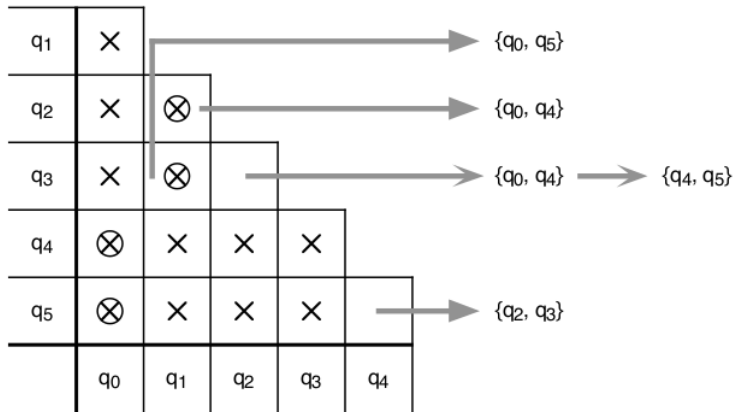 q1 × {q0, q5}
q2 × ⊗ {q0, q4}
q3 × ⊗ {q0, q4} {q4, q5}
q4 ⊗ × × ×
q5 ⊗ × × × {q2, q3}
q0 q1 q2 q3 q4